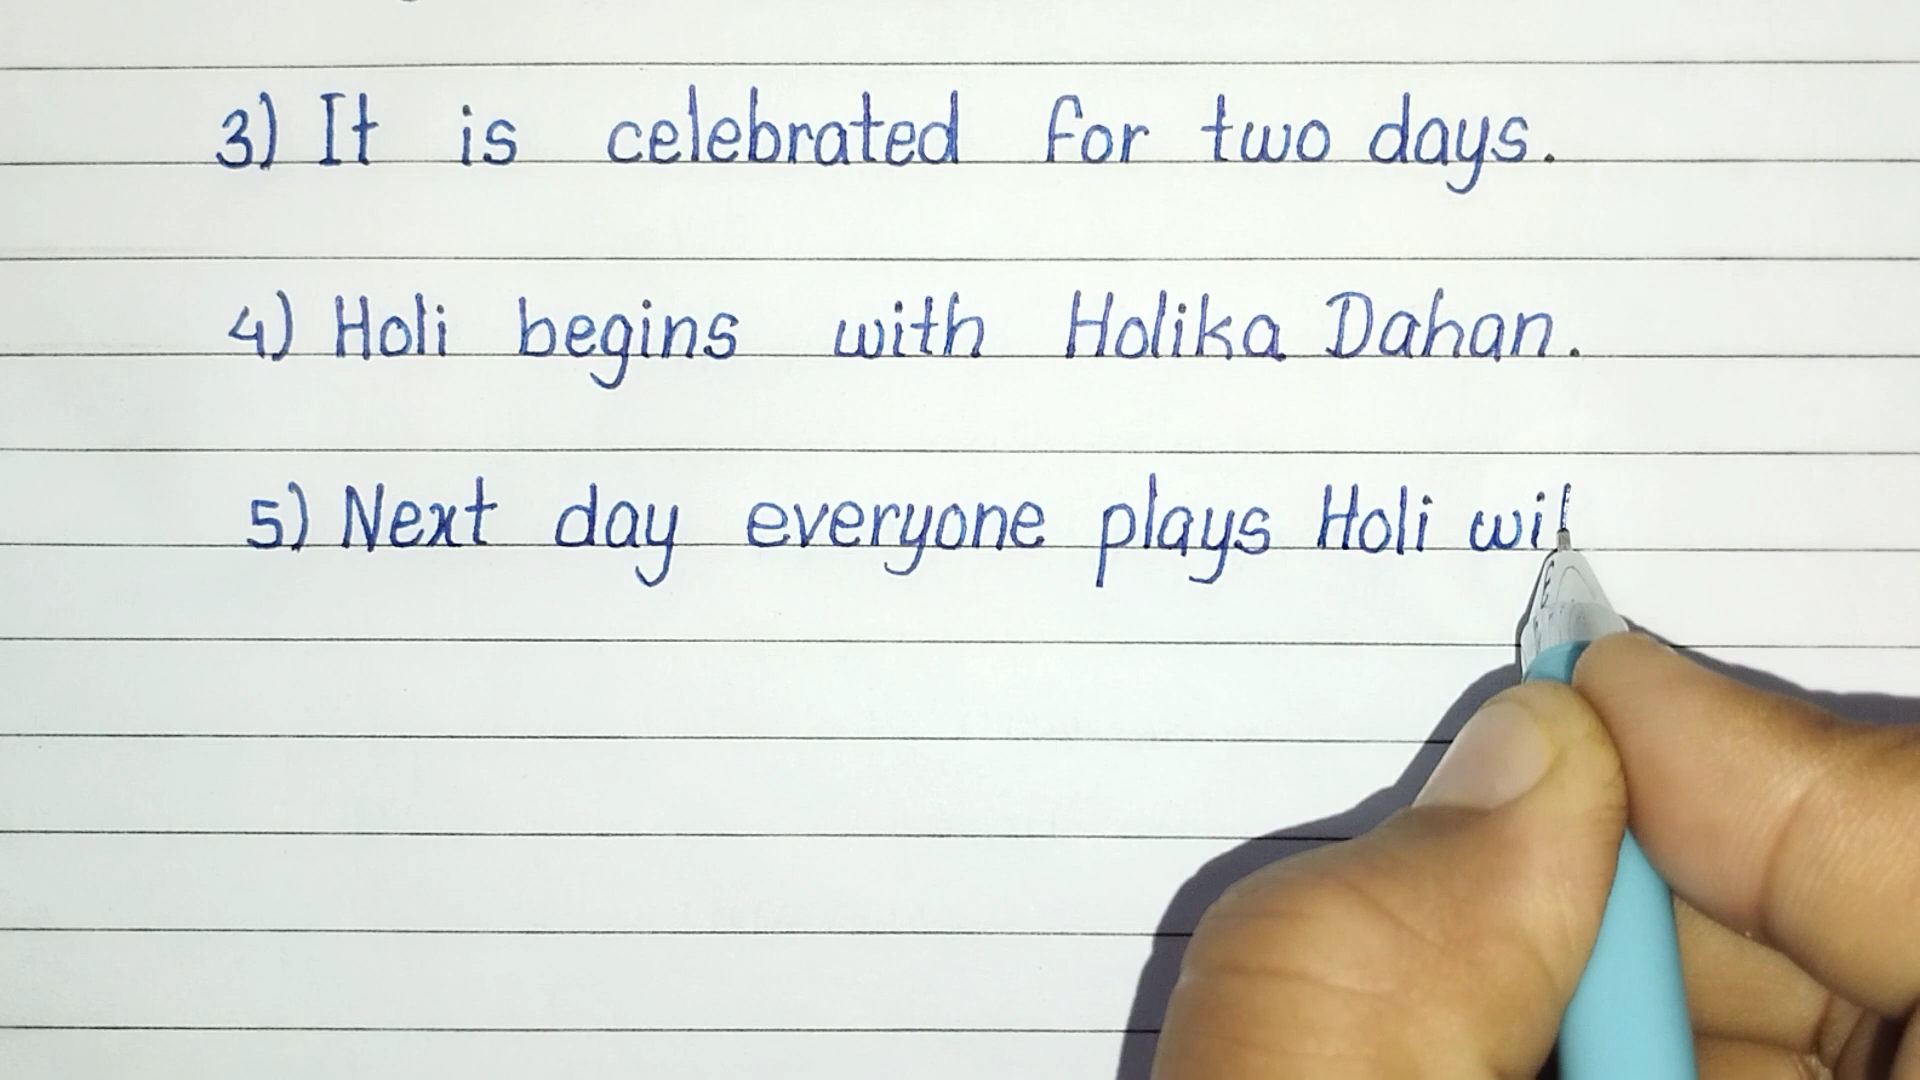 3) It is celebrated for two days.
4) Holi begins with Holika Dahan.
5) Next day everyone plays Holi